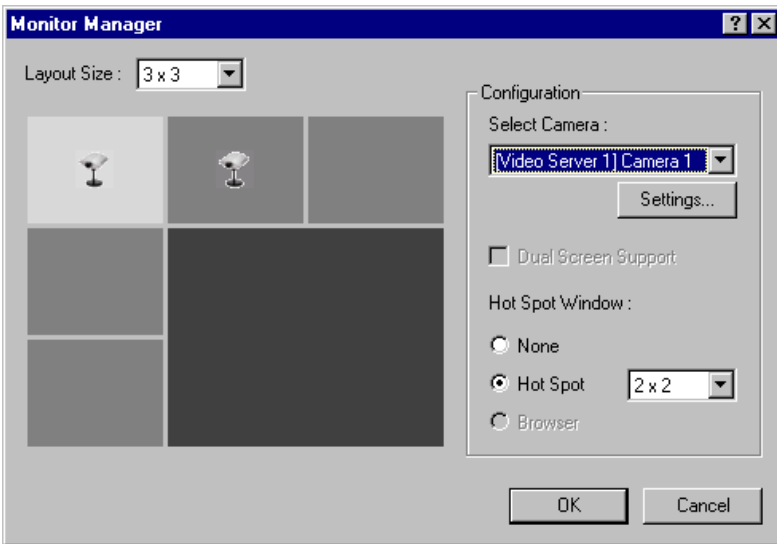 Monitor Manager
Layout Size : 3 x 3
Configuration
Select Camera :
[Video Server 1] Camera 1
Settings...
Dual Screen Support
Hot Spot Window :
None
Hot Spot 2 x 2
Browser
OK Cancel